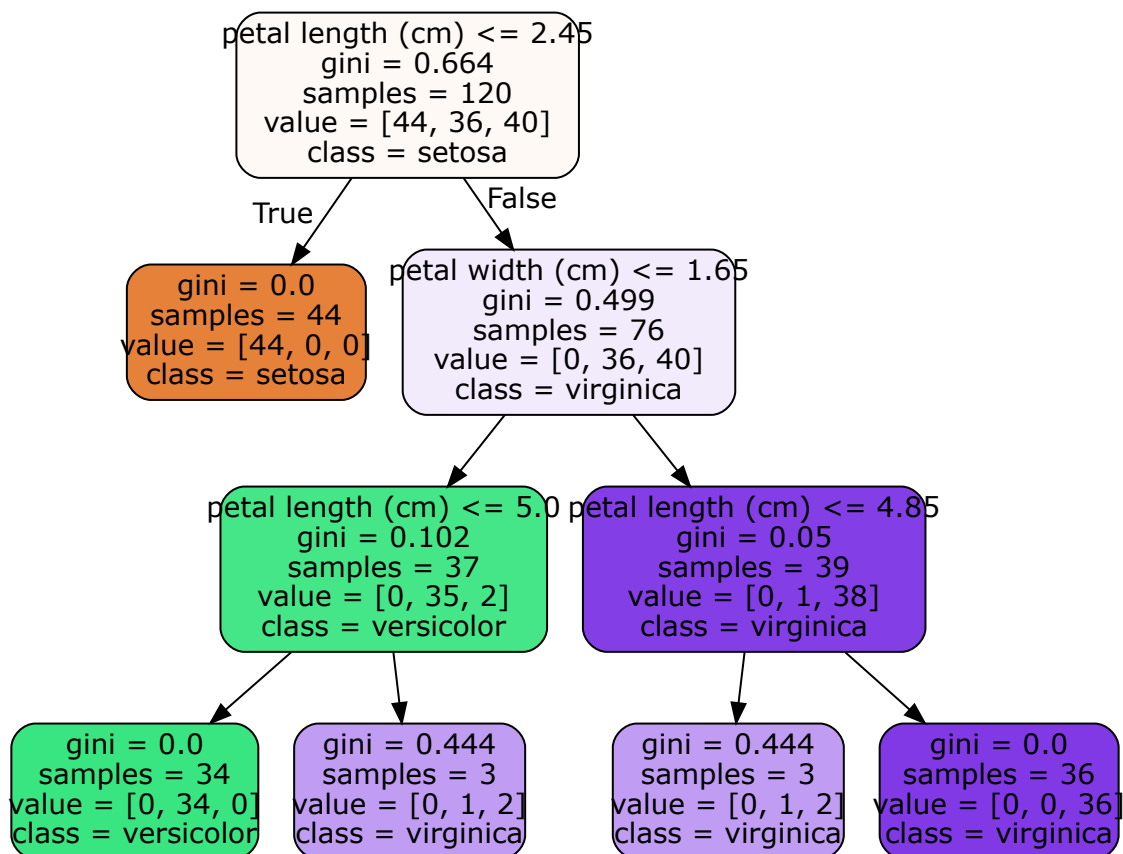 petal length (cm) <= 2.45
gini = 0.664
samples = 120
value = [44, 36, 40]
class = setosa
True
False
gini = 0.0
samples = 44
value = [44, 0, 0]
class = setosa
petal width (cm) <= 1.65
gini = 0.499
samples = 76
value = [0, 36, 40]
class = virginica
petal length (cm) <= 5.0
gini = 0.102
samples = 37
value = [0, 35, 2]
class = versicolor
petal length (cm) <= 4.85
gini = 0.05
samples = 39
value = [0, 1, 38]
class = virginica
gini = 0.0
samples = 34
value = [0, 34, 0]
class = versicolor
gini = 0.444
samples = 3
value = [0, 1, 2]
class = virginica
gini = 0.444
samples = 3
value = [0, 1, 2]
class = virginica
gini = 0.0
samples = 36
value = [0, 0, 36]
class = virginica